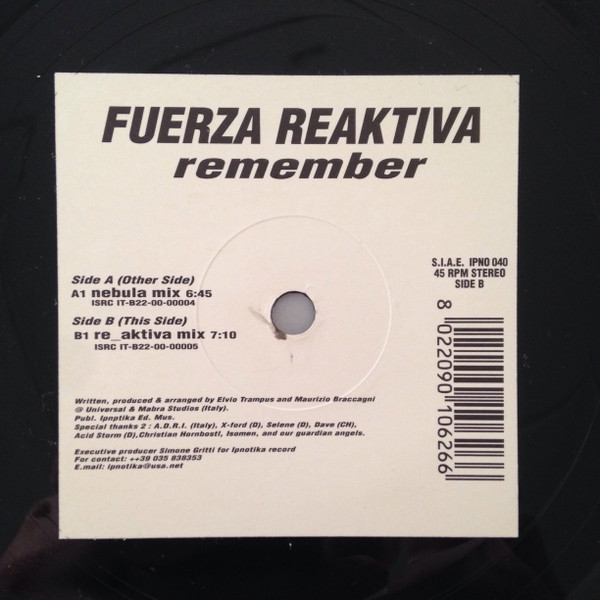 FUERZA REAKTIVA
remember
Side A (Other Side)
A1 nebula mix 6:45
ISRC IT-B22-00-00004
Side B (This Side)
B1 re_aktiva mix 7:10
ISRC IT-B22-00-00005
S.I.A.E. IPNO 040
45 RPM STEREO
SIDE B
8 022090 106266
Written, produced & arranged by Elvio Trampus and Maurizio Braccagni
@ Universal & Mabra Studios (Italy).
Publ. Ipnptika Ed. Mus.
Special thanks 2 : A.D.R.I. (Italy), X-ford (D), Selene (D), Dave (CH),
Acid Storm (D),Christian Hornbostl, Isomen, and our guardian angels.
Executive producer Simone Gritti for Ipnotika record
For contact: ++39 035 838353
E.mail: ipnotika@usa.net